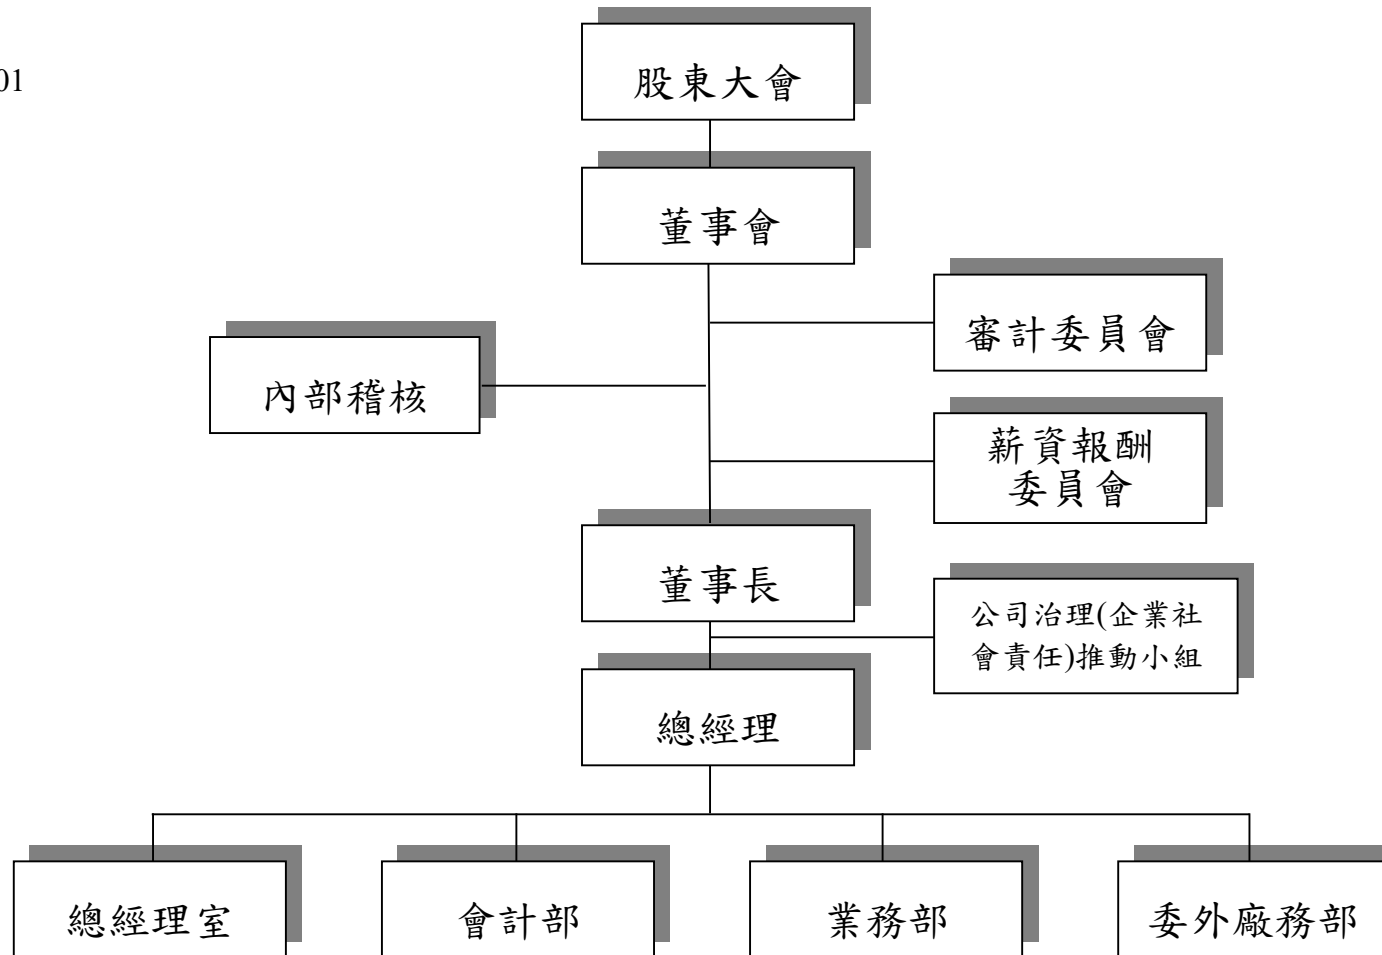 01
股東大會
董事會
審計委員會
內部稽核
薪資報酬
委員會
董事長
公司治理(企業社
會責任)推動小組
總經理
總經理室
會計部
業務部
委外廠務部